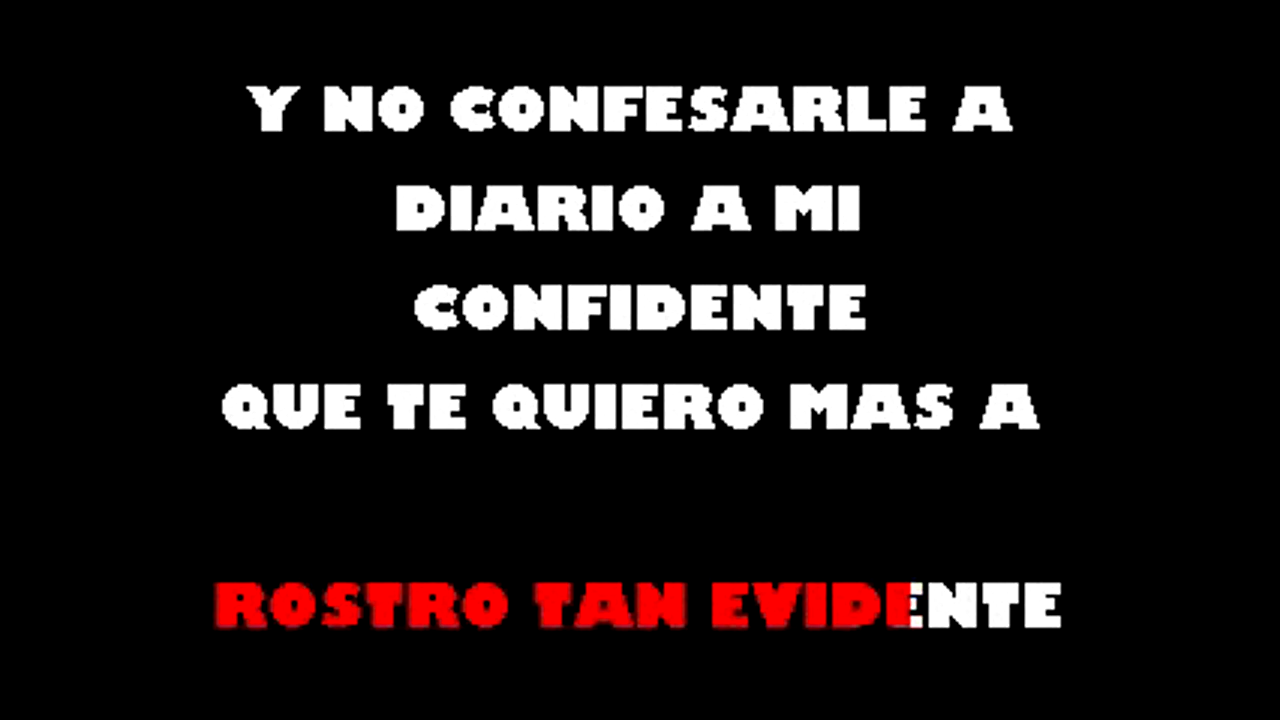 Y NO CONFESARLE A
DIARIO A MI
CONFIDENTE
QUE TE QUIERO MAS A
ROSTRO TAN EVIDENTE